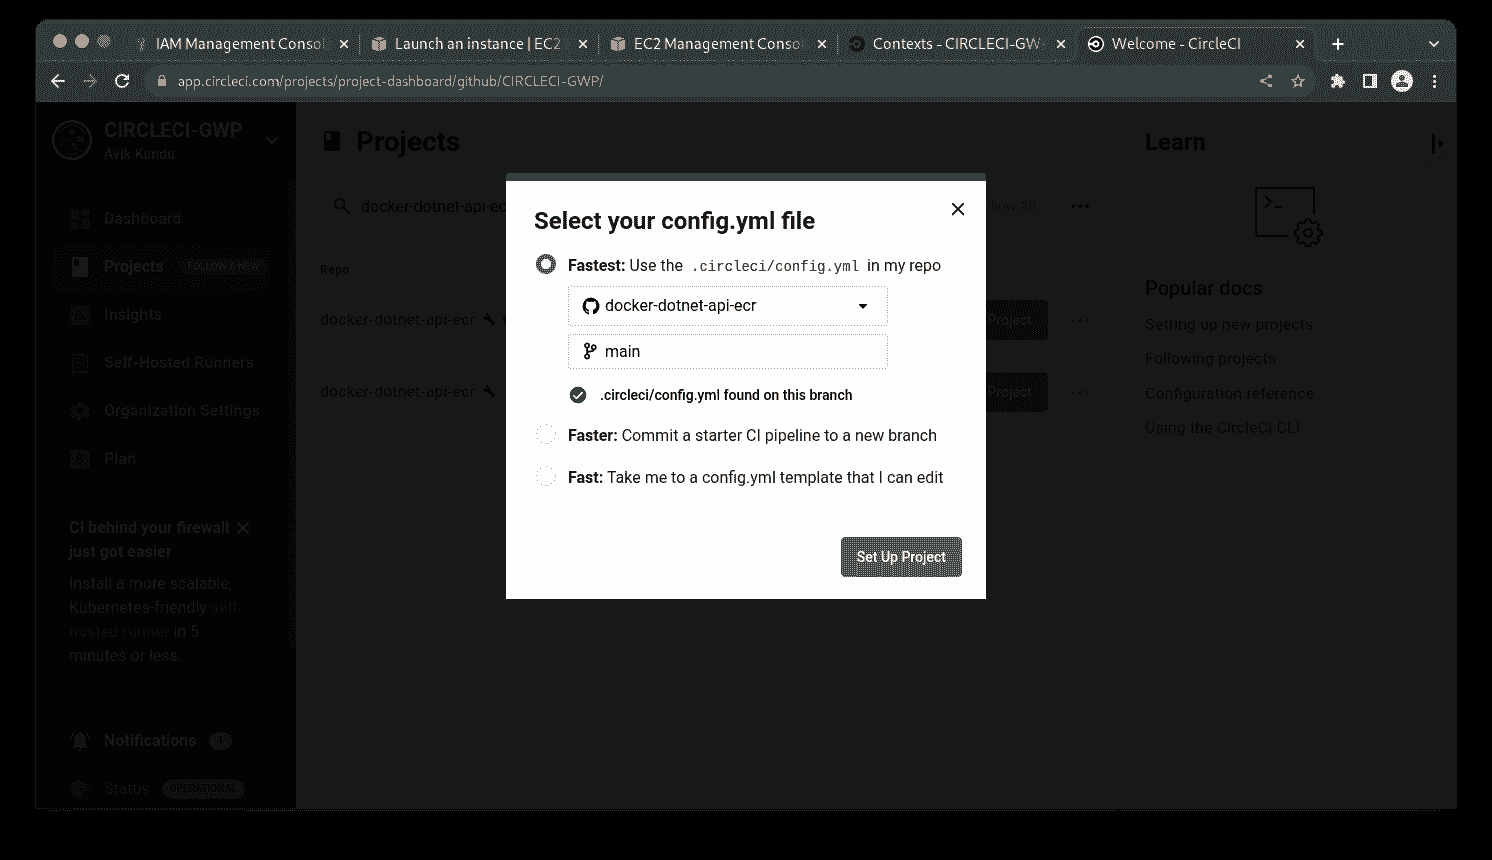 IAM Management Consol
Launch an instance | EC2
EC2 Management Conso
Contexts - CIRCLECI-GW
Welcome - CircleCI
app.circleci.com/projects/project-dashboard/github/CIRCLECI-GWP/
CIRCLECI-GWP
Avik Kundu
Dashboard
Projects
FOLLOW & NEW
Insights
Self-Hosted Runners
Organization Settings
Plan
CI behind your firewall
just got easier
Install a more scalable,
Kubernetes-friendly self-
hosted runner in 5
minutes or less.
Notifications
1
Status
OPERATIONAL
Projects
docker-dotnet-api-ec
All
Repo
docker-dotnet-api-ecr
Project
docker-dotnet-api-ecr
Project
Select your config.yml file
Fastest: Use the .circleci/config.yml in my repo
docker-dotnet-api-ecr
main
.circleci/config.yml found on this branch
Faster: Commit a starter CI pipeline to a new branch
Fast: Take me to a config.yml template that I can edit
Set Up Project
Learn
Popular docs
Setting up new projects
Following projects
Configuration reference
Using the CircleCI CLI